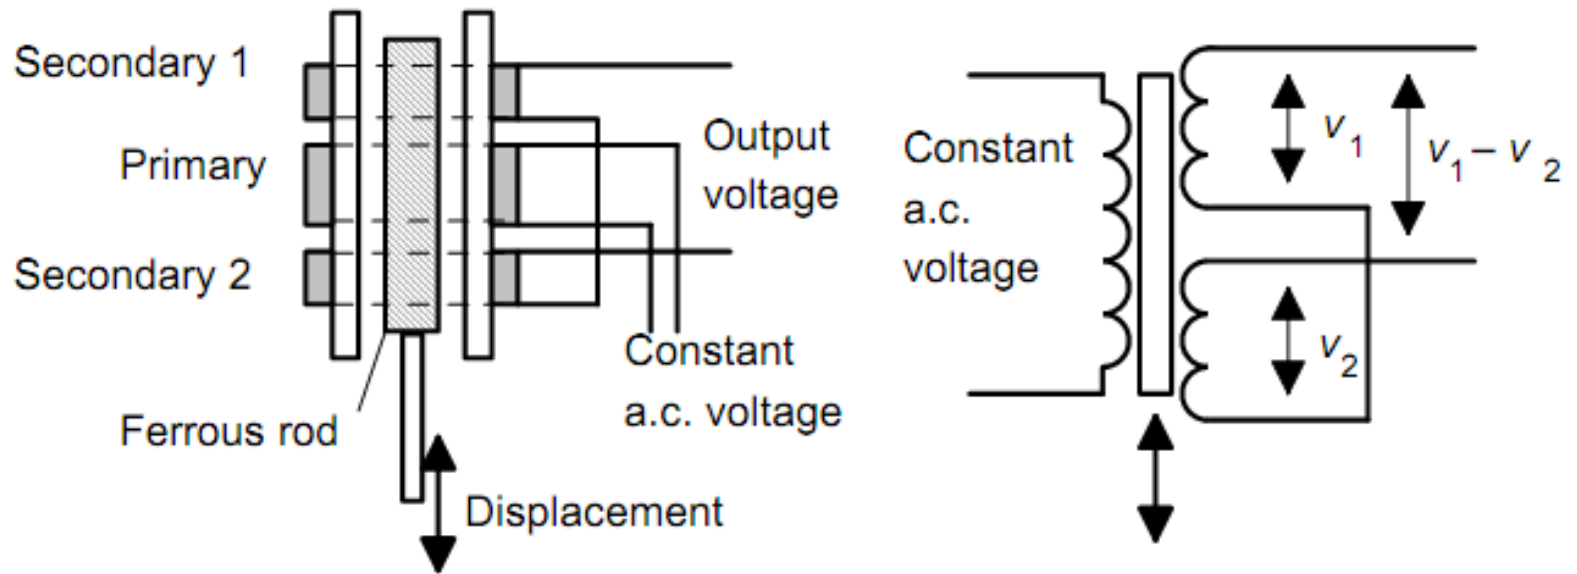 Secondary 1
Primary
Secondary 2
Ferrous rod
Displacement
Output
voltage
Constant
a.c. voltage
Constant
a.c.
voltage
v1
v1 – v2
v2